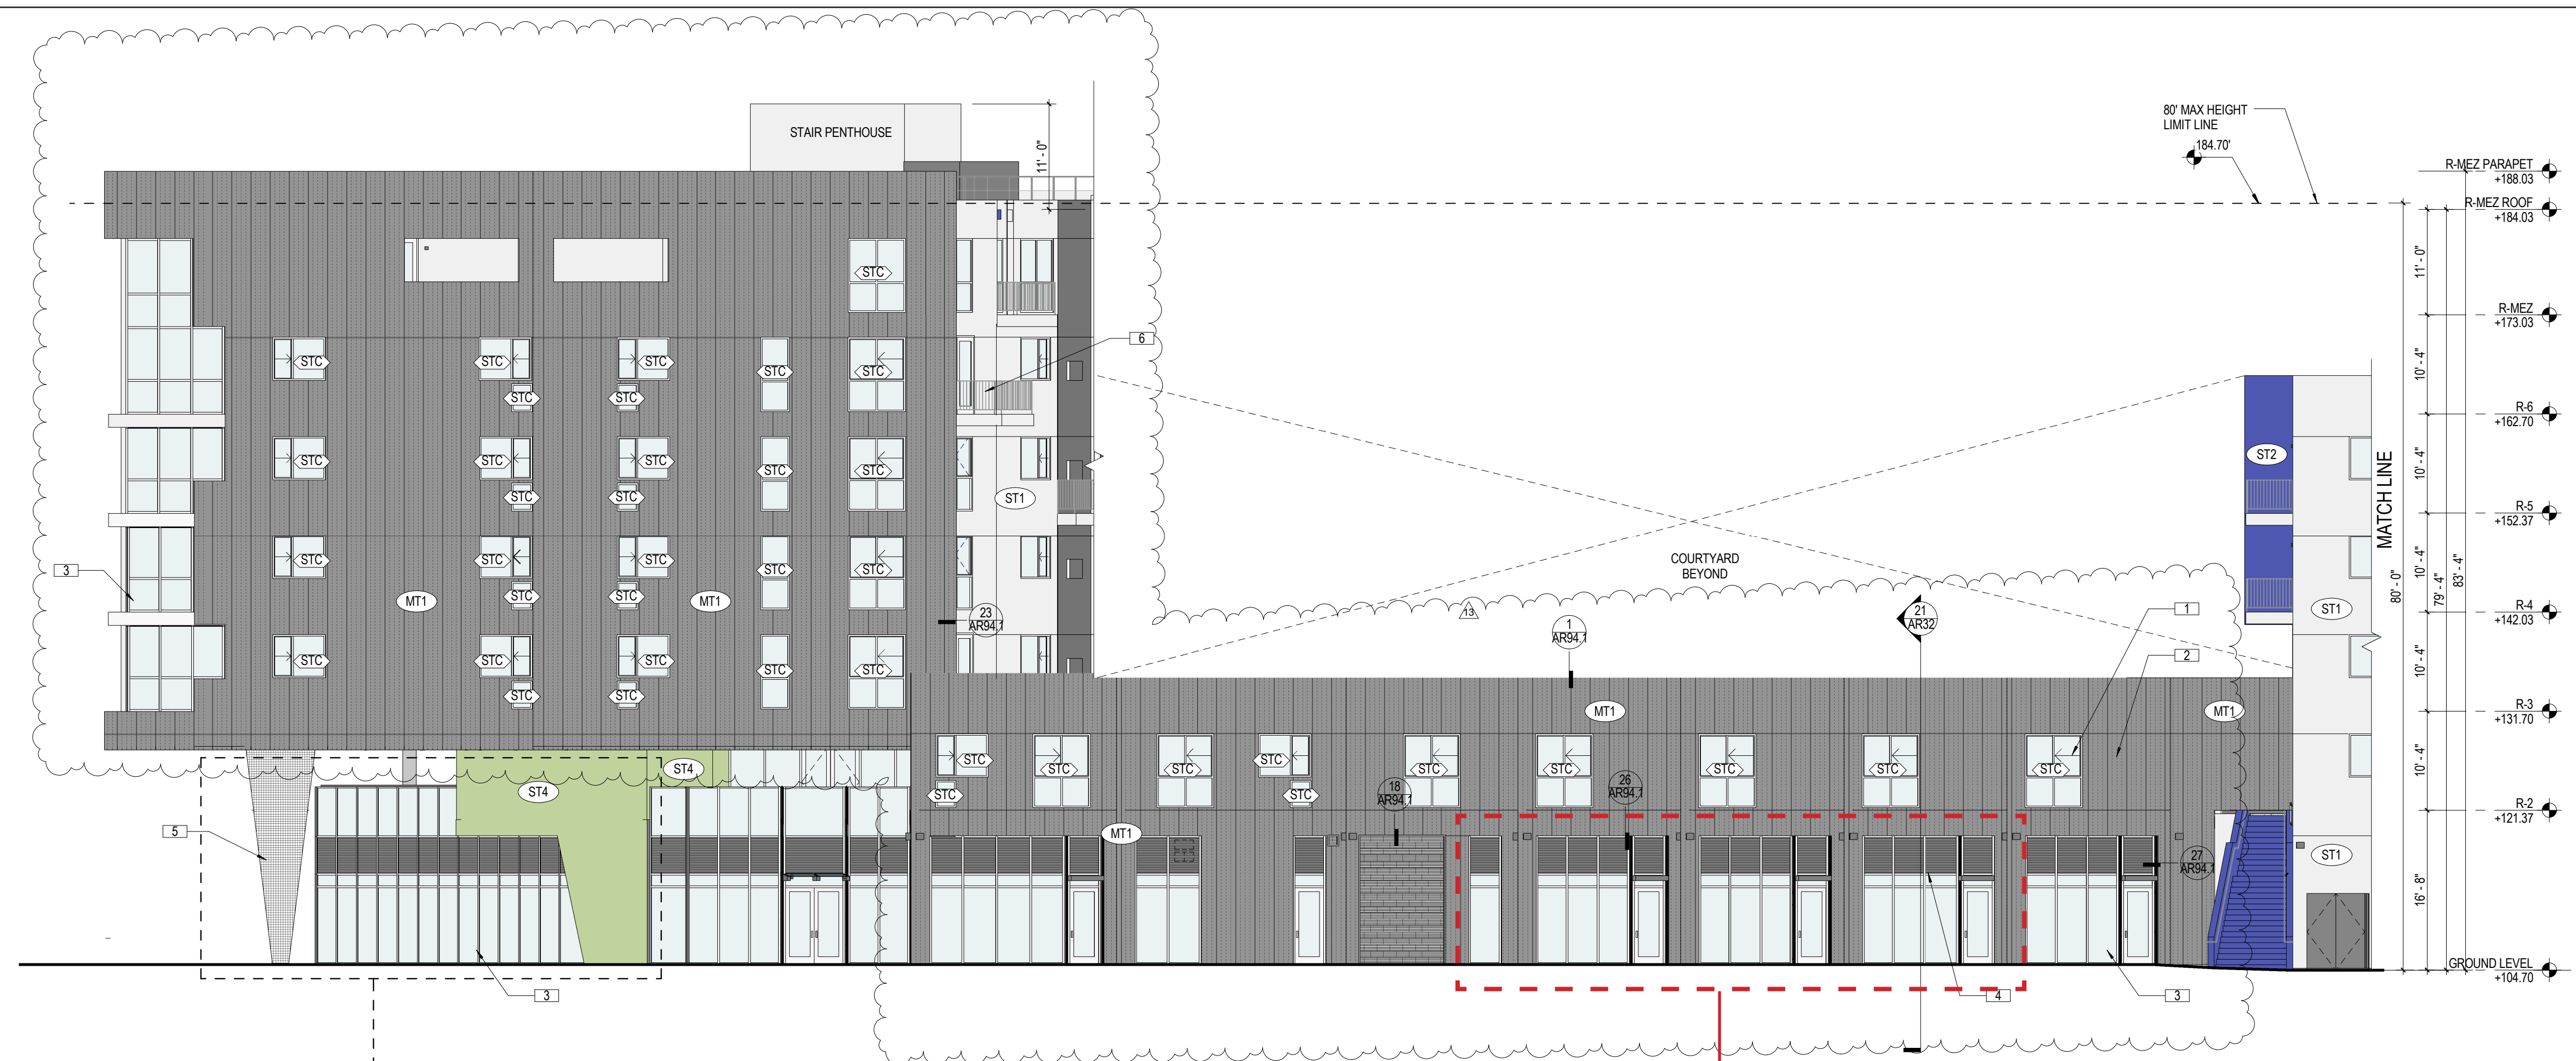 STAIR PENTHOUSE
11' - 0"
80' MAX HEIGHT
LIMIT LINE
184.70'
R-MEZ PARAPET
+188.03
R-MEZ ROOF
+184.03
11' - 0"
R-MEZ
+173.03
10' - 4"
R-6
+162.70
10' - 4"
R-5
+152.37
10' - 4"
R-4
+142.03
10' - 4"
R-3
+131.70
10' - 4"
R-2
+121.37
16' - 8"
GROUND LEVEL
+104.70
80' - 0"
79' - 4"
83' - 4"
MATCH LINE
STC
STC STC STC STC STC
STC STC
6
STC STC STC STC STC
STC STC
ST1
ST2
STC STC STC STC STC
STC STC
3
MT1 MT1
COURTYARD
BEYOND
13
23
AR94.1
1
AR94.1
21
AR32
1
ST1
STC STC STC STC STC
STC STC
2
MT1 MT1
ST4
ST4
STC STC STC STC STC STC STC STC STC
STC STC
18
AR94.1
26
AR94.1
5
MT1
27
AR94.1
ST1
3
4
3